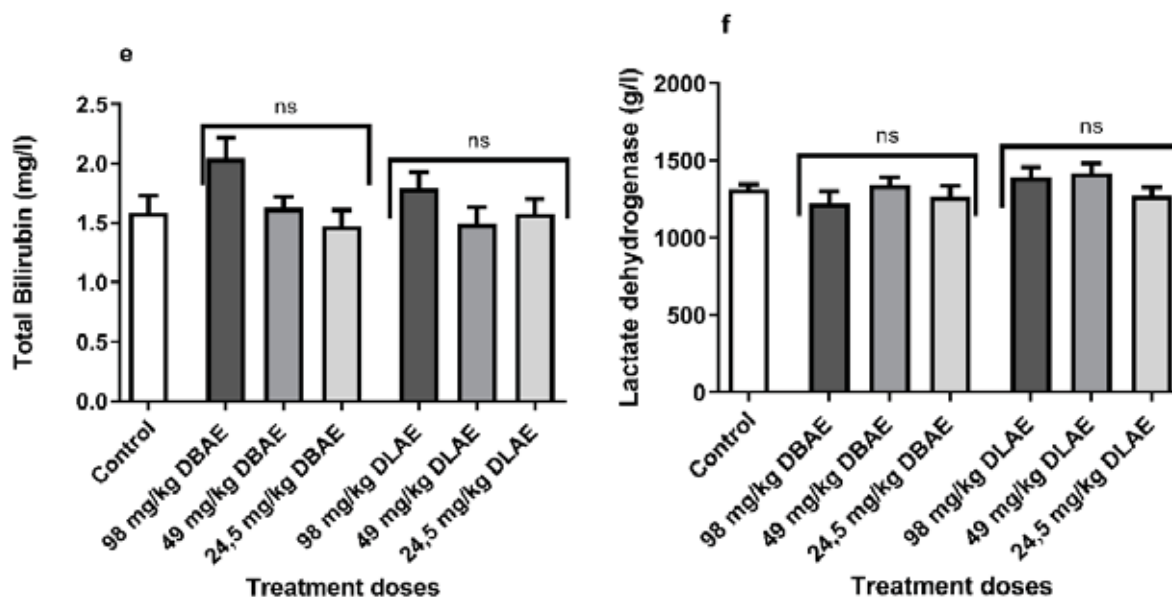 e
Total Bilirubin (mg/l)
2.5
2.0
1.5
1.0
0.5
0.0
ns
ns
Control
98 mg/kg DBAE
49 mg/kg DBAE
24,5 mg/kg DBAE
98 mg/kg DLAE
49 mg/kg DLAE
24,5 mg/kg DLAE
Treatment doses
f
Lactate dehydrogenase (g/l)
2000
1500
1000
500
0
ns
ns
Control
98 mg/kg DBAE
49 mg/kg DBAE
24,5 mg/kg DBAE
98 mg/kg DLAE
49 mg/kg DLAE
24,5 mg/kg DLAE
Treatment doses